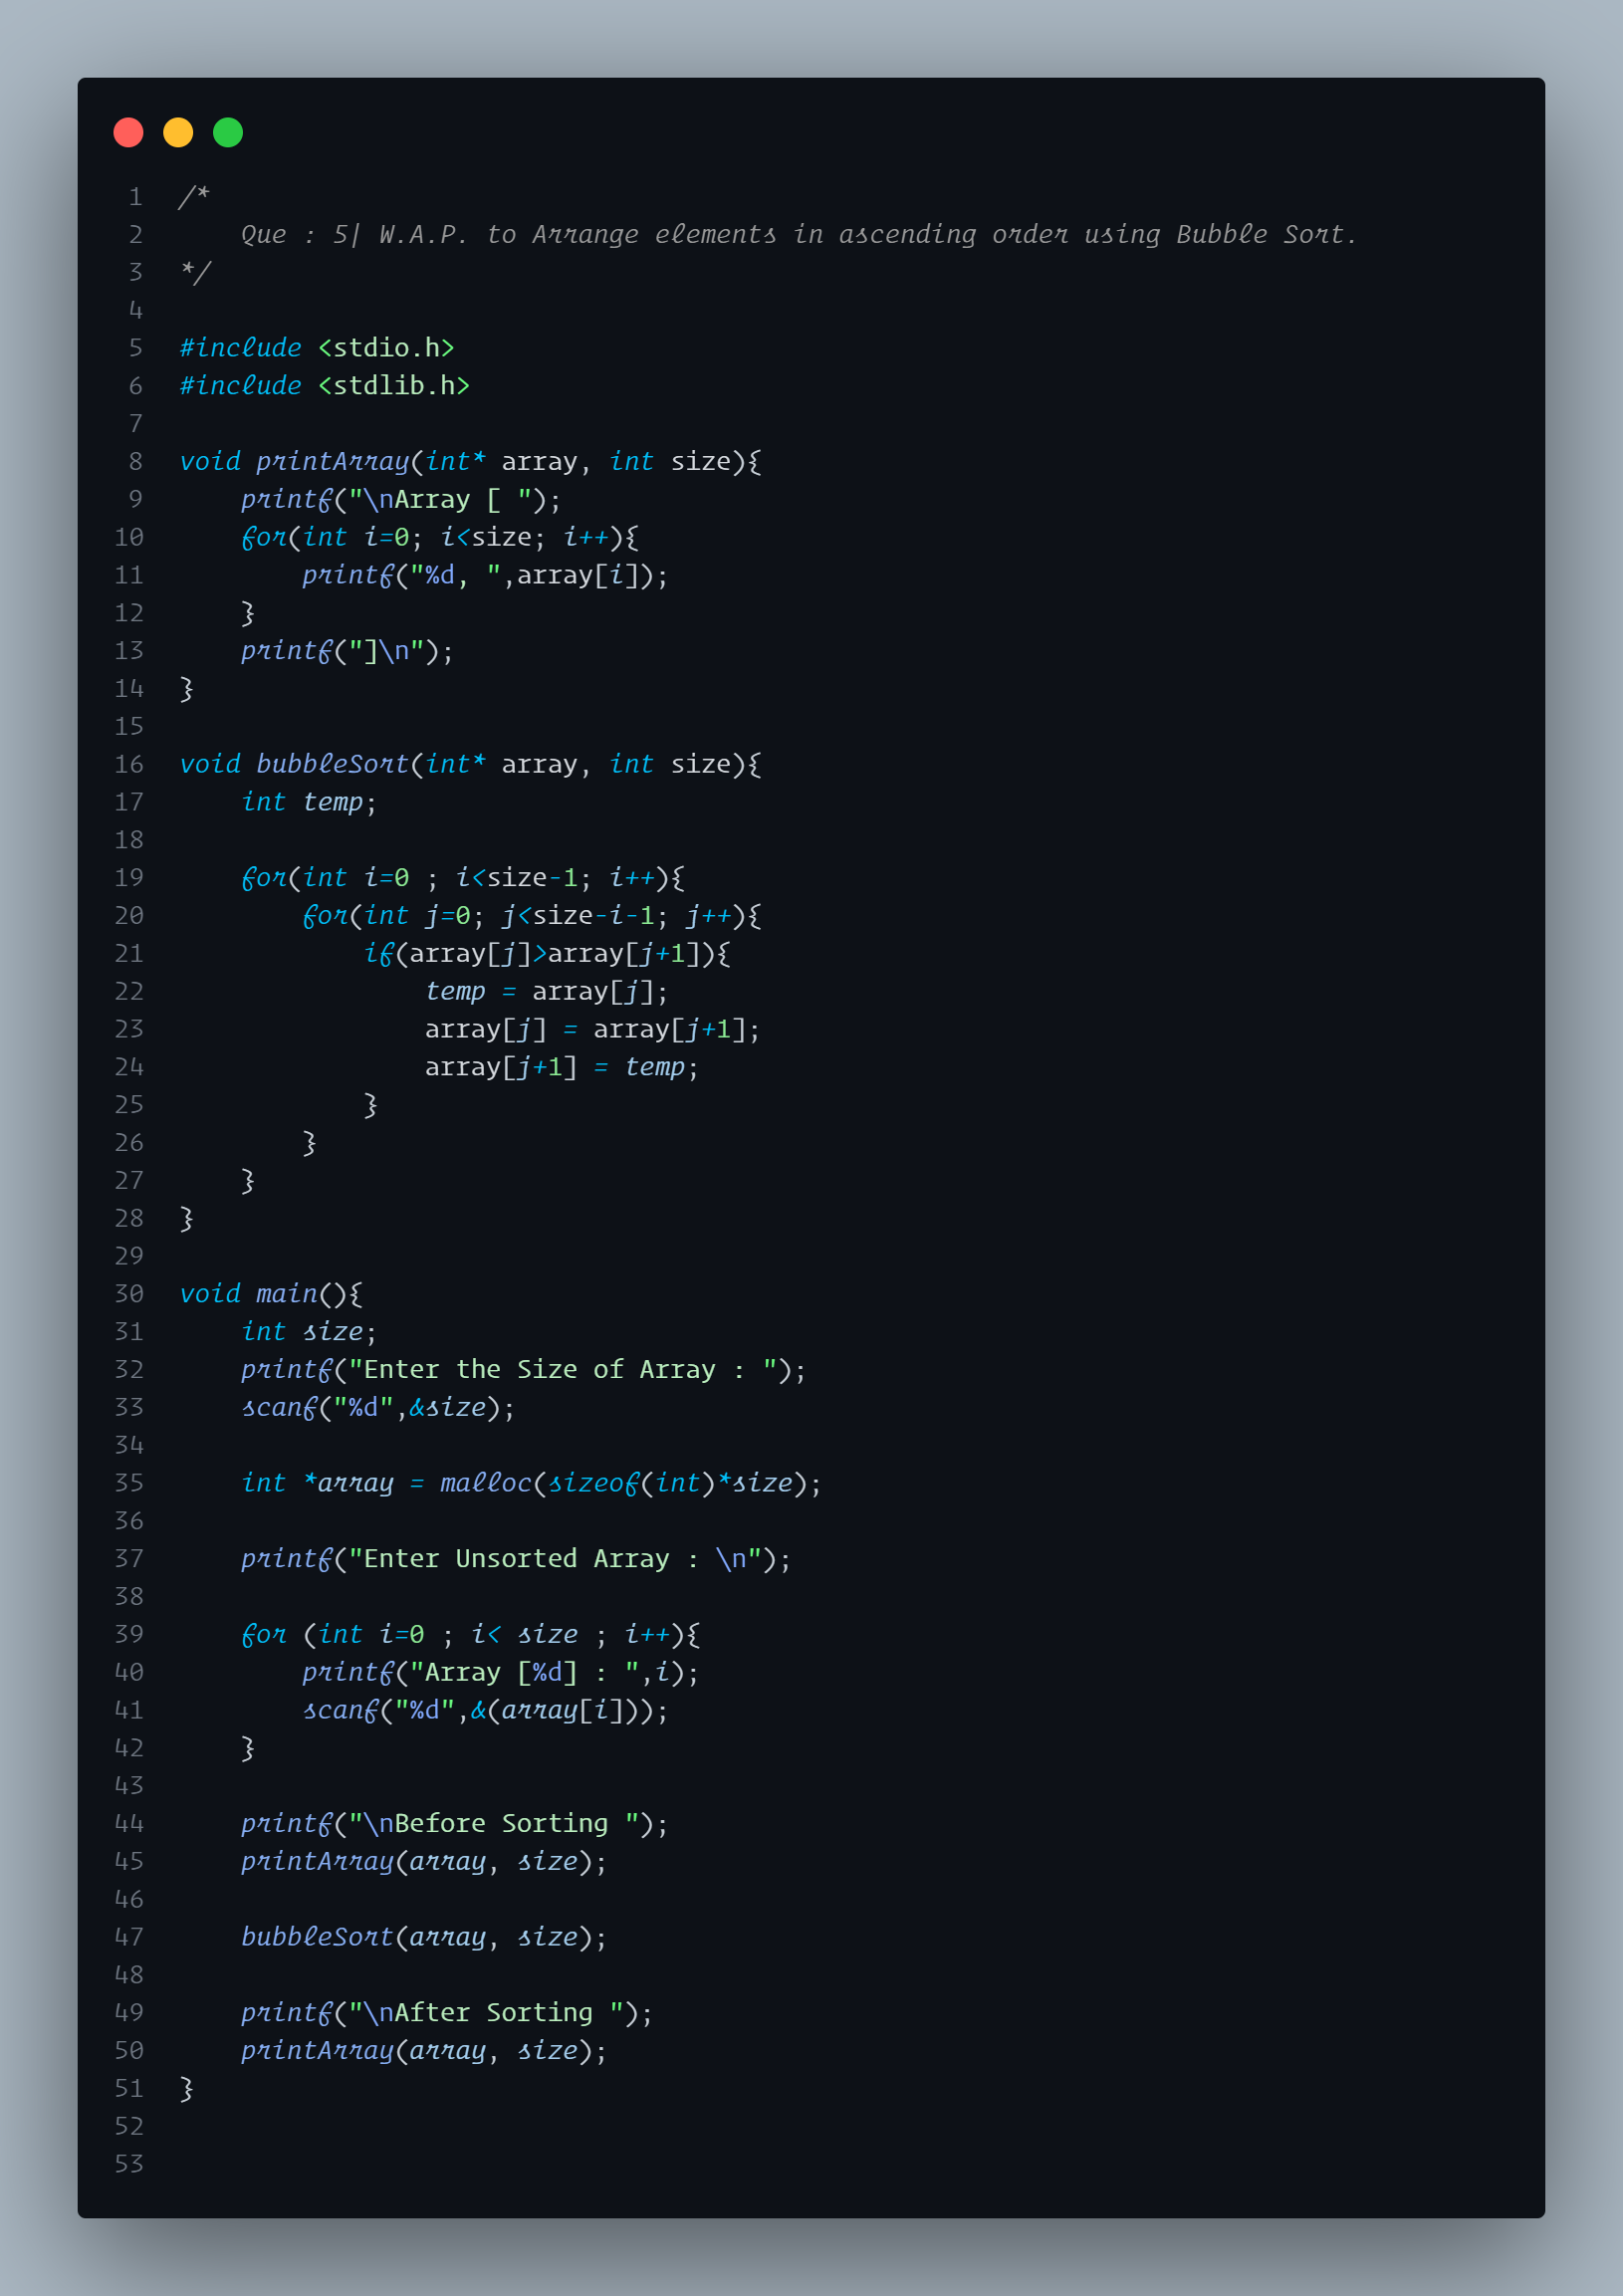 1 /*
2     Que : 5| W.A.P. to Arrange elements in ascending order using Bubble Sort.
3 */
4
5 #include <stdio.h>
6 #include <stdlib.h>
7
8 void printArray(int* array, int size){
9     printf("\nArray [ ");
10     for(int i=0; i<size; i++){
11         printf("%d, ",array[i]);
12     }
13     printf("]\n");
14 }
15
16 void bubbleSort(int* array, int size){
17     int temp;
18
19     for(int i=0 ; i<size-1; i++){
20         for(int j=0; j<size-i-1; j++){
21             if(array[j]>array[j+1]){
22                 temp = array[j];
23                 array[j] = array[j+1];
24                 array[j+1] = temp;
25             }
26         }
27     }
28 }
29
30 void main(){
31     int size;
32     printf("Enter the Size of Array : ");
33     scanf("%d",&size);
34
35     int *array = malloc(sizeof(int)*size);
36
37     printf("Enter Unsorted Array : \n");
38
39     for (int i=0 ; i< size ; i++){
40         printf("Array [%d] : ",i);
41         scanf("%d",&(array[i]));
42     }
43
44     printf("\nBefore Sorting ");
45     printArray(array, size);
46
47     bubbleSort(array, size);
48
49     printf("\nAfter Sorting ");
50     printArray(array, size);
51 }
52
53